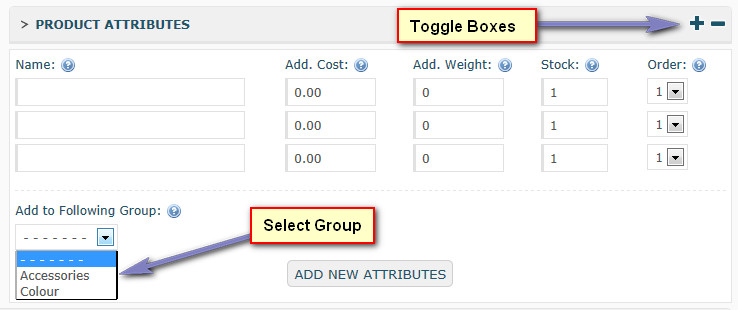 > PRODUCT ATTRIBUTES
Toggle Boxes
Name: Add. Cost: Add. Weight: Stock: Order:
0.00 0 1 1
0.00 0 1 1
0.00 0 1 1
Add to Following Group:
- - - - - - -
Select Group
- - - - - - -
Accessories
Colour
ADD NEW ATTRIBUTES